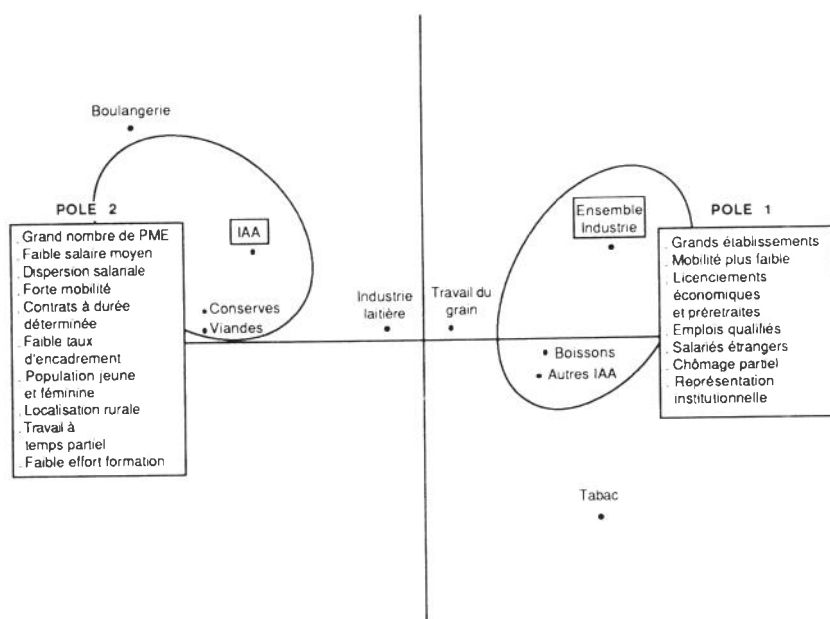 Boulangerie
POLE 2
. Grand nombre de PME
. Faible salaire moyen
. Dispersion salariale
. Forte mobilité
. Contrats à durée
déterminée
. Faible taux
d'encadrement
. Population jeune
et féminine
. Localisation rurale
. Travail à
temps partiel
. Faible effort formation
IAA
Conserves
Viandes
Industrie
laitière
Travail du
grain
Ensemble
Industrie
Boissons
Autres IAA
POLE 1
. Grands établissements
. Mobilité plus faible
. Licenciements
économiques
et préretraites
. Emplois qualifiés
. Salariés étrangers
. Chômage partiel
. Représentation
institutionnelle
Tabac